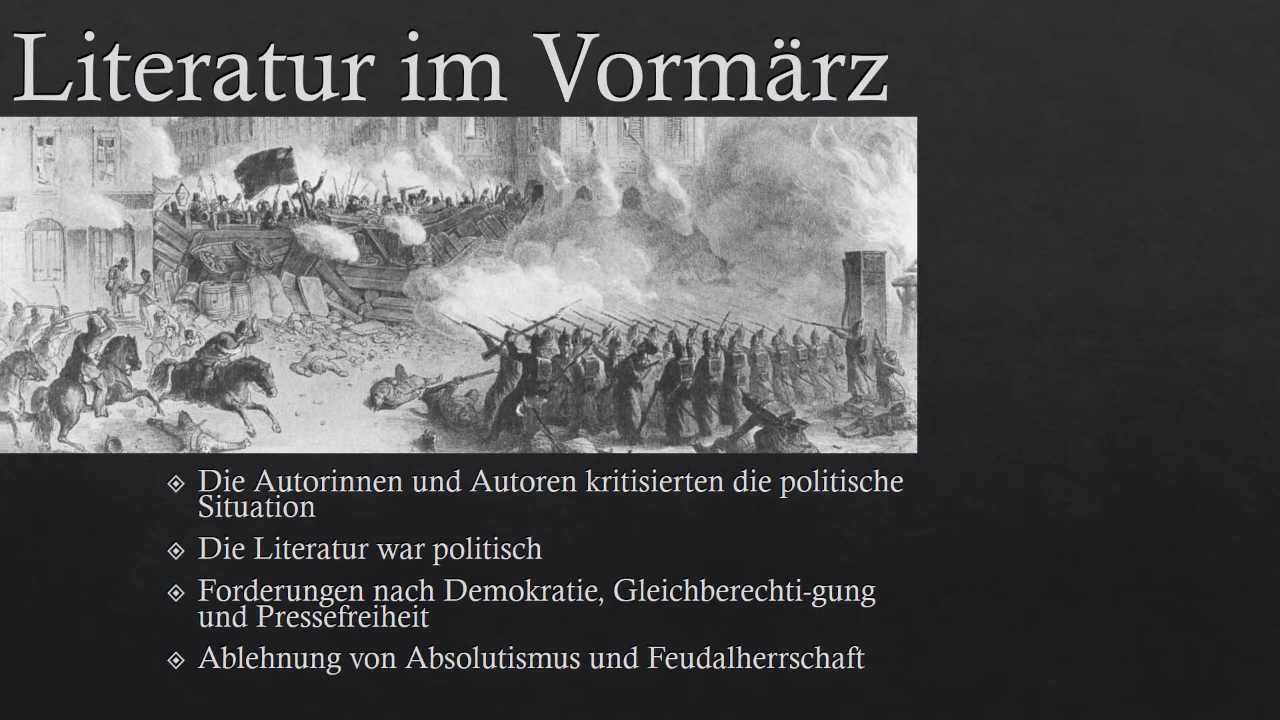 Literatur im Vormärz
Die Autorinnen und Autoren kritisierten die politische
Situation
Die Literatur war politisch
Forderungen nach Demokratie, Gleichberechti-gung
und Pressefreiheit
Ablehnung von Absolutismus und Feudalherrschaft